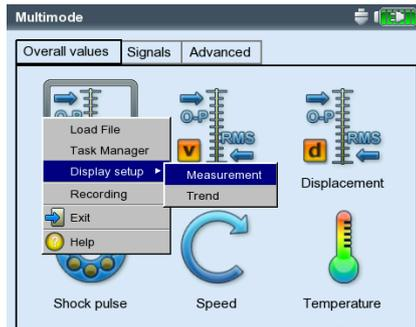 Multimode
Overall values
Signals
Advanced
O-P
O-P
RMS
v
O-P
RMS
d
Displacement
Load File
Task Manager
Display setup
Measurement
Trend
Recording
Exit
? Help
Shock pulse
Speed
Temperature